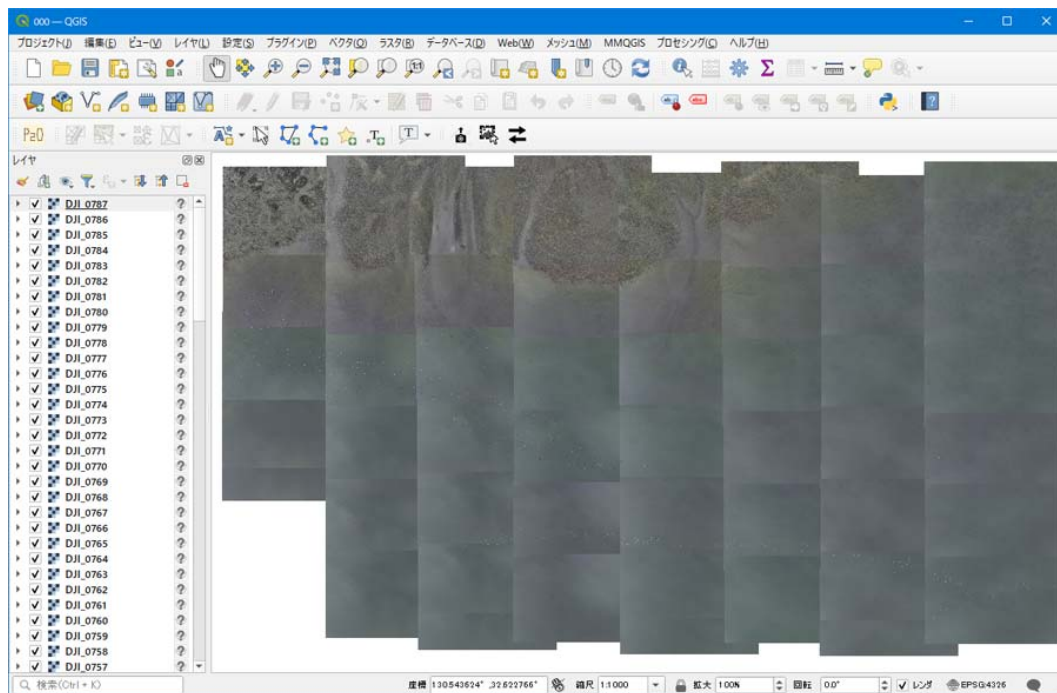 000 — QGIS
プロジェクト(J) 編集(E) ビュー(V) レイヤ(L) 設定(S) プラグイン(P) ベクタ(O) ラスタ(R) データベース(D) Web(W) メッシュ(M) MMQGIS プロセシング(C) ヘルプ(H)
レイヤ
DJI_0787
DJI_0786
DJI_0785
DJI_0784
DJI_0783
DJI_0782
DJI_0781
DJI_0780
DJI_0779
DJI_0778
DJI_0777
DJI_0776
DJI_0775
DJI_0774
DJI_0773
DJI_0772
DJI_0771
DJI_0770
DJI_0769
DJI_0768
DJI_0767
DJI_0766
DJI_0765
DJI_0764
DJI_0763
DJI_0762
DJI_0761
DJI_0760
DJI_0759
DJI_0758
DJI_0757
検索(Ctrl + K) 座標 130.543624° ,32.622766° 縮尺 1:1000 拡大 100% 回転 0.0° レンダ EPSG:4326